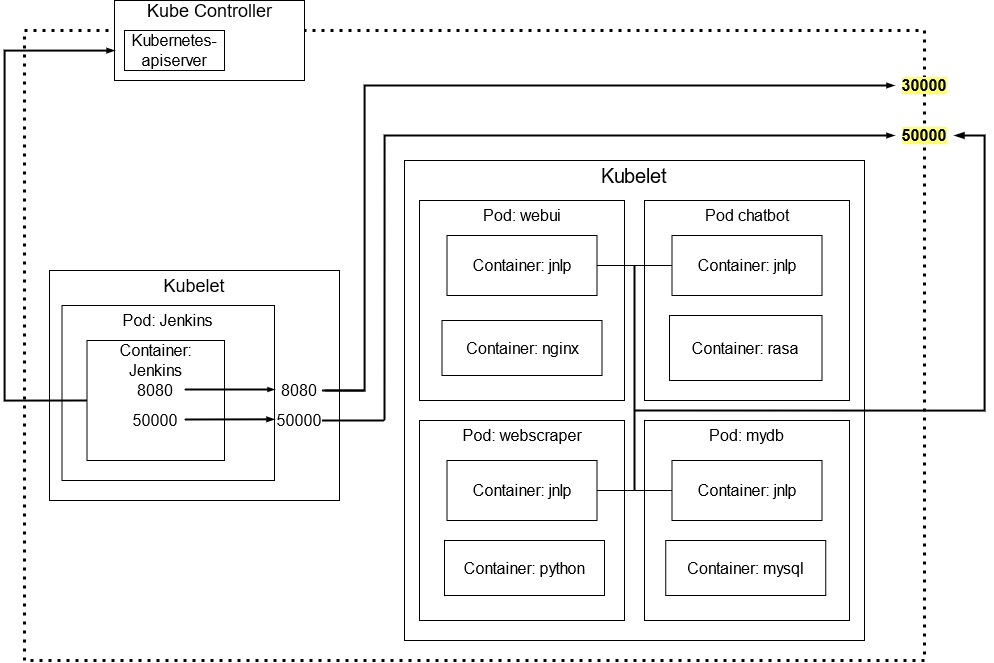 Kube Controller
Kubernetes-
apiserver
30000
50000
Kubelet
Pod: webui
Container: jnlp
Container: nginx
Pod chatbot
Container: jnlp
Container: rasa
Kubelet
Pod: Jenkins
Container:
Jenkins
8080
8080
50000
50000
Pod: webscraper
Container: jnlp
Container: python
Pod: mydb
Container: jnlp
Container: mysql